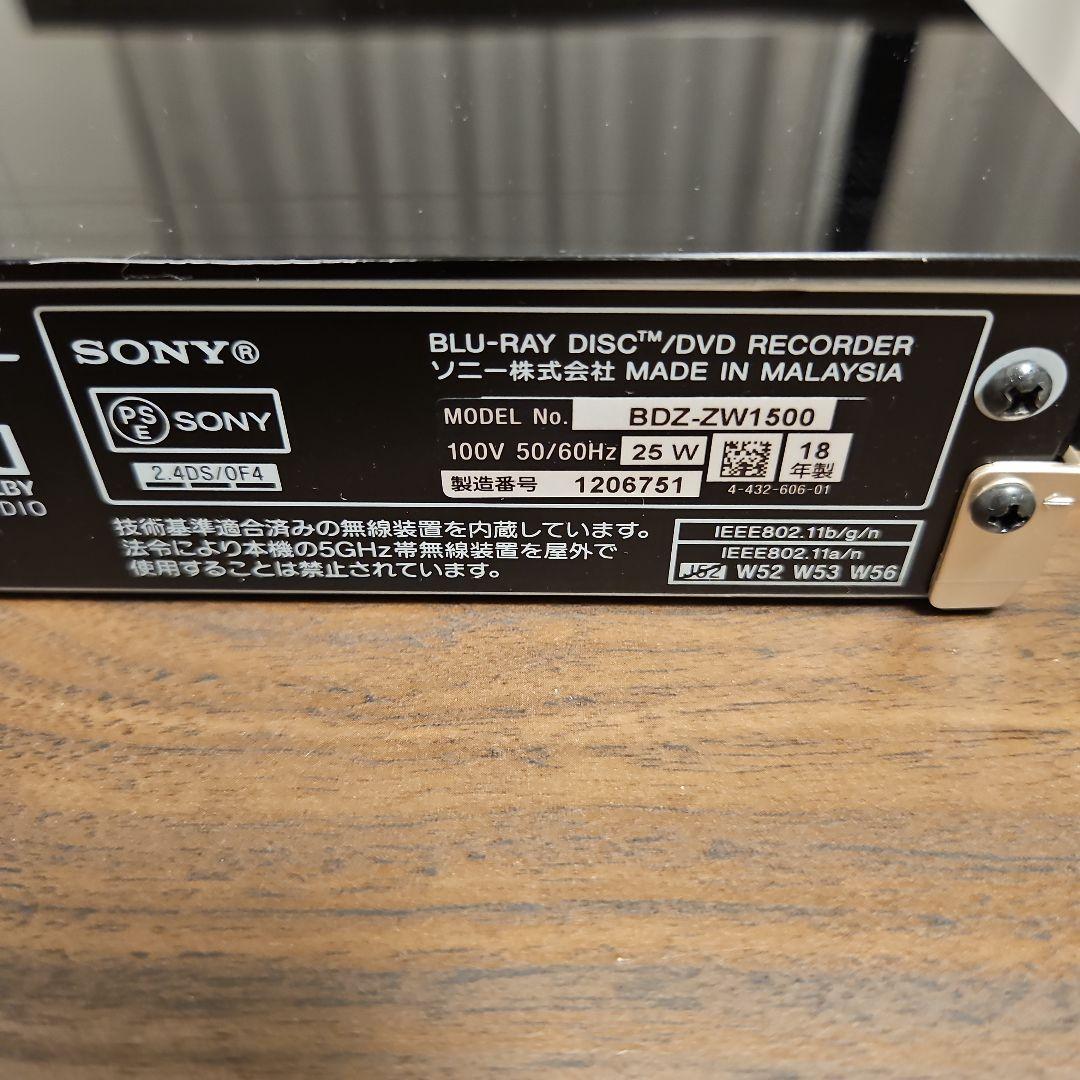 SONY®
BLU-RAY DISC™/DVD RECORDER
ソニー株式会社 MADE IN MALAYSIA
PSE SONY
MODEL No. BDZ-ZW1500
100V 50/60Hz 25 W 18年製
2.4DS/OF4
製造番号 1206751
4-432-606-01
技術基準適合済みの無線装置を内蔵しています。
法令により本機の5GHz帯無線装置を屋外で
使用することは禁止されています。
IEEE802.11b/g/n
IEEE802.11a/n
J52 W52 W53 W56